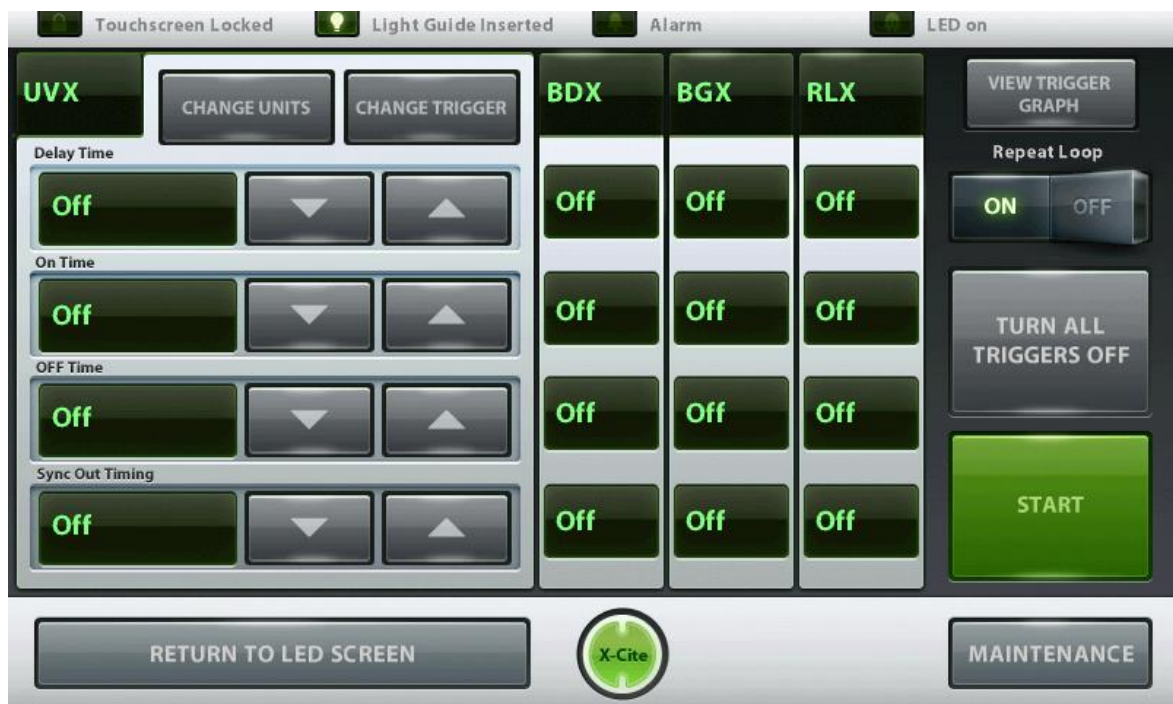 Touchscreen Locked
Light Guide Inserted
Alarm
LED on
UVX
CHANGE UNITS
CHANGE TRIGGER
BDX
BGX
RLX
VIEW TRIGGER
GRAPH
Delay Time
Off
Off
Off
Off
Repeat Loop
ON
OFF
On Time
Off
Off
Off
Off
TURN ALL
TRIGGERS OFF
OFF Time
Off
Off
Off
Off
Sync Out Timing
Off
Off
Off
Off
START
RETURN TO LED SCREEN
X-Cite
MAINTENANCE